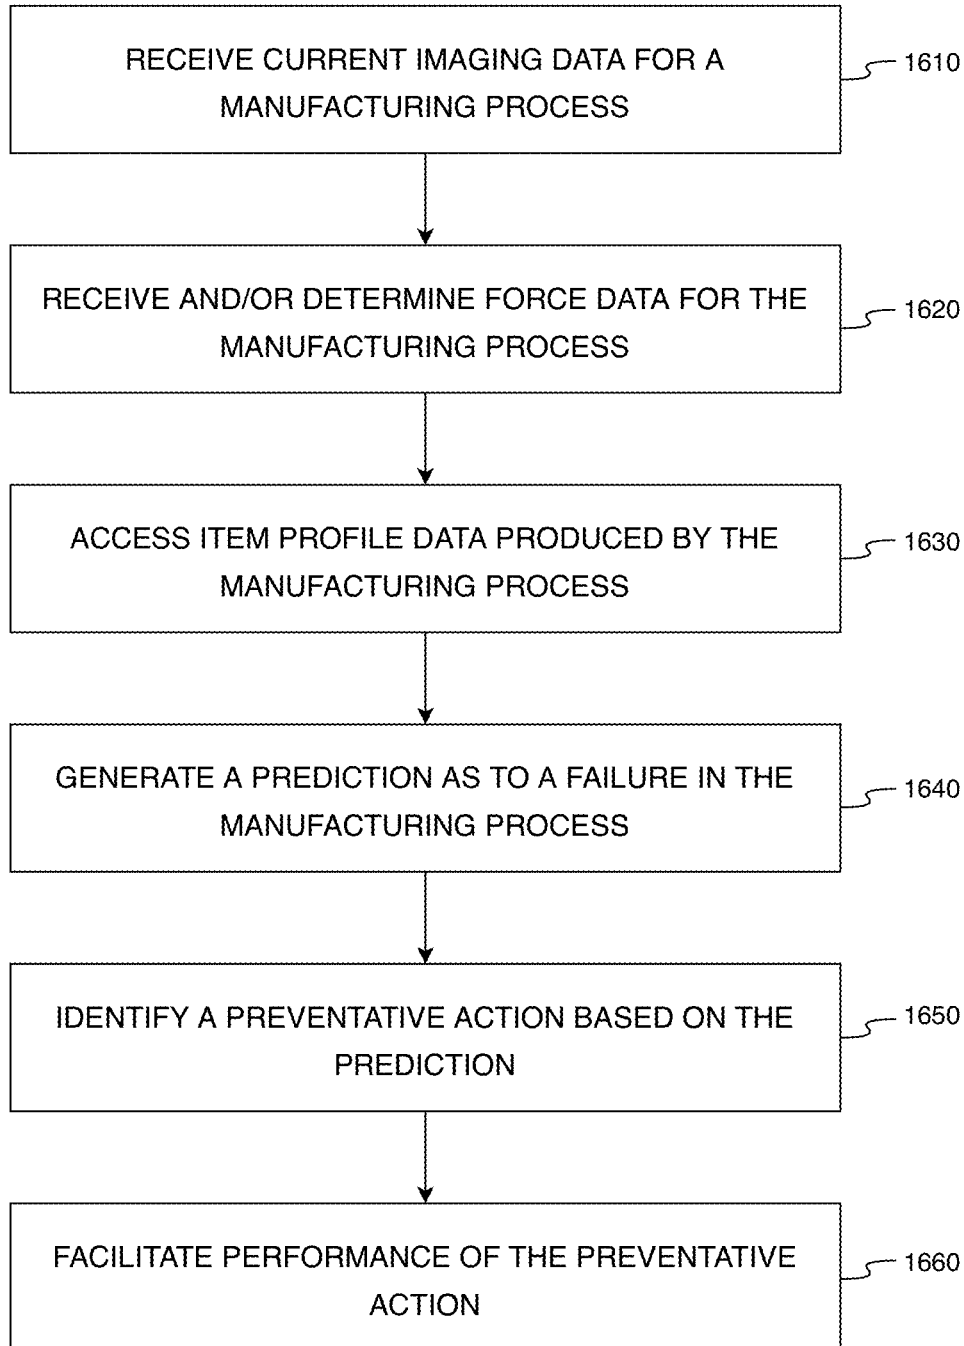 RECEIVE CURRENT IMAGING DATA FOR A
MANUFACTURING PROCESS
1610
RECEIVE AND/OR DETERMINE FORCE DATA FOR THE
MANUFACTURING PROCESS
1620
ACCESS ITEM PROFILE DATA PRODUCED BY THE
MANUFACTURING PROCESS
1630
GENERATE A PREDICTION AS TO A FAILURE IN THE
MANUFACTURING PROCESS
1640
IDENTIFY A PREVENTATIVE ACTION BASED ON THE
PREDICTION
1650
FACILITATE PERFORMANCE OF THE PREVENTATIVE
ACTION
1660